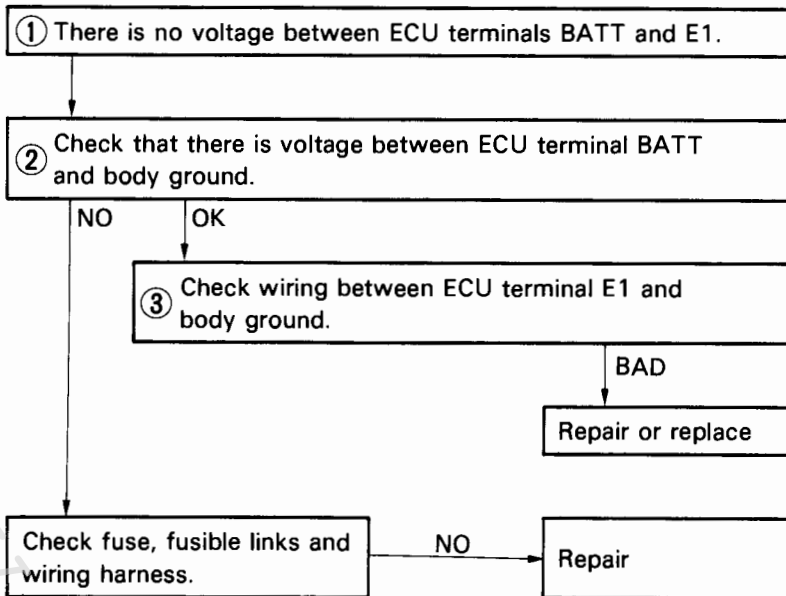 ① There is no voltage between ECU terminals BATT and E1.
② Check that there is voltage between ECU terminal BATT
and body ground.
NO
OK
③ Check wiring between ECU terminal E1 and
body ground.
BAD
Repair or replace
Check fuse, fusible links and
wiring harness.
NO
Repair